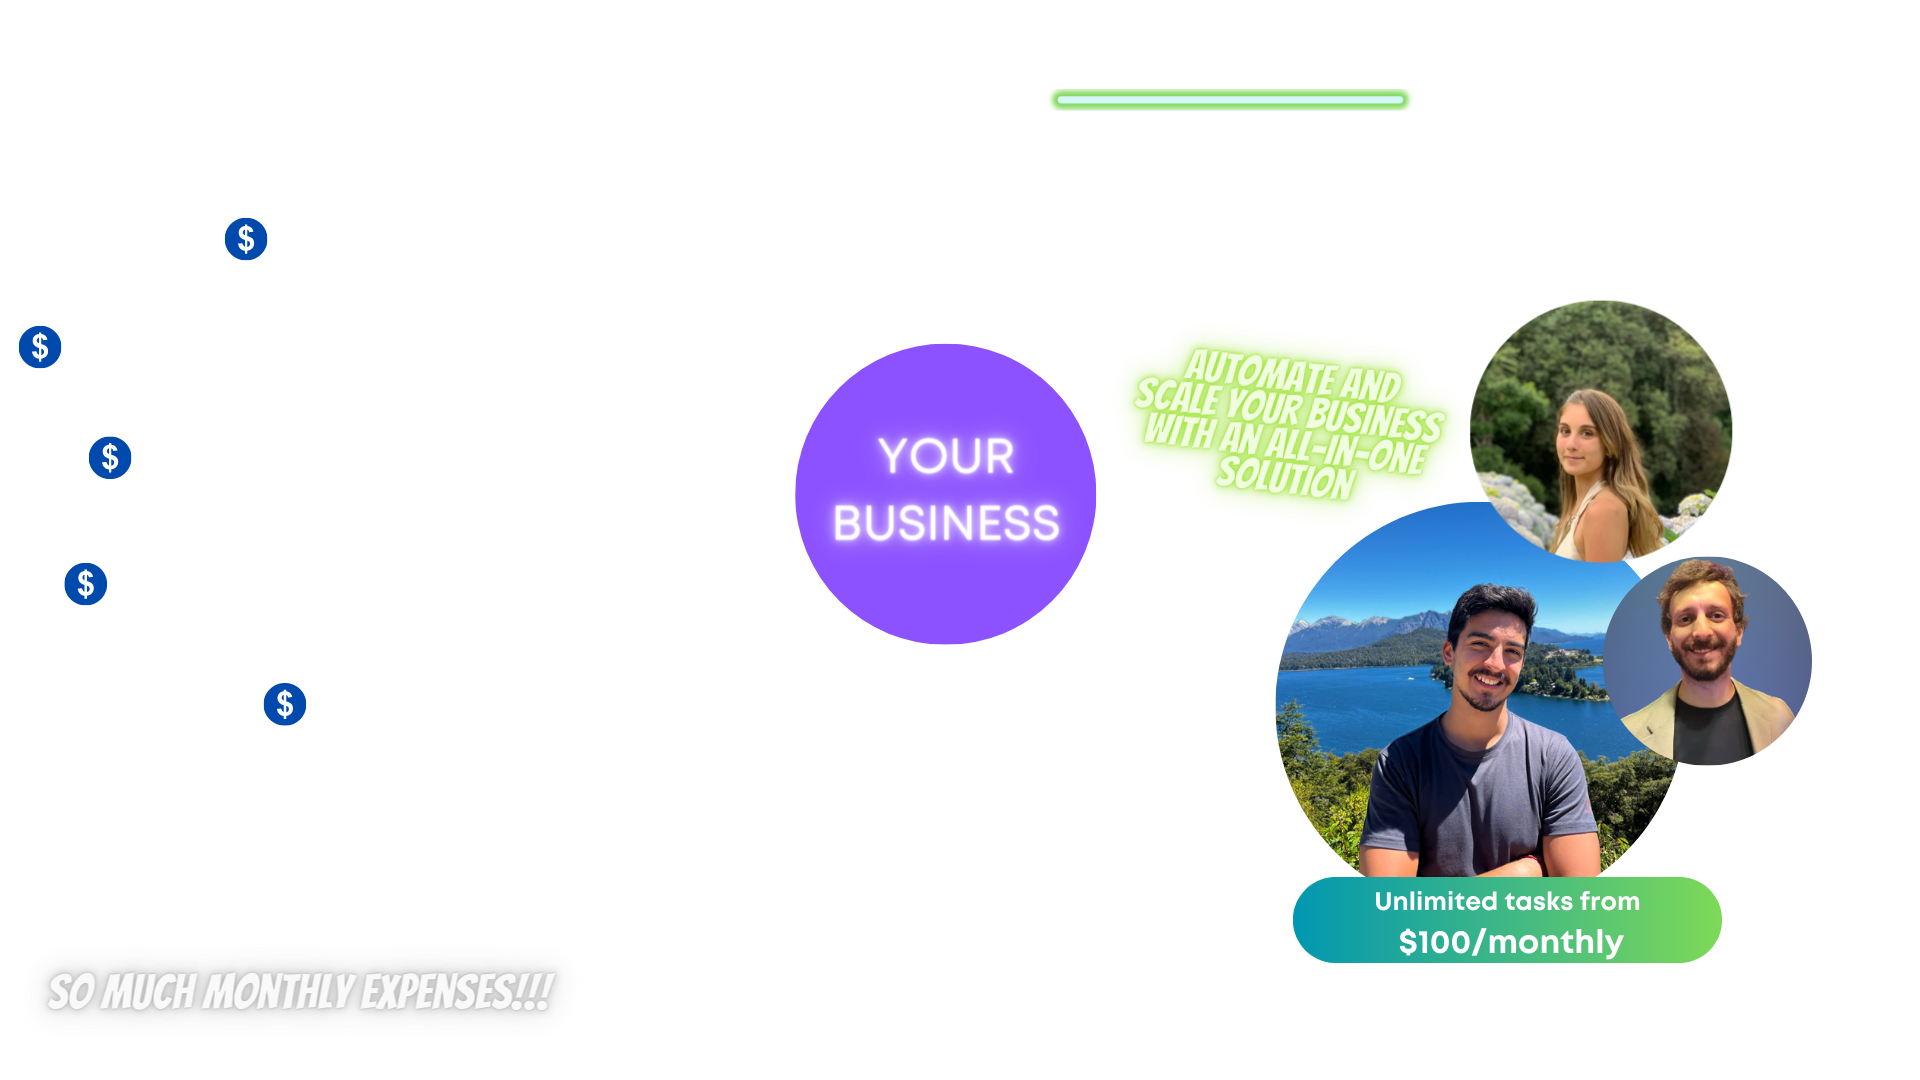 $
$
$
$
$
YOUR
BUSINESS
AUTOMATE AND
SCALE YOUR BUSINESS
WITH AN ALL-IN-ONE
SOLUTION
Unlimited tasks from
$100/monthly
SO MUCH MONTHLY EXPENSES!!!